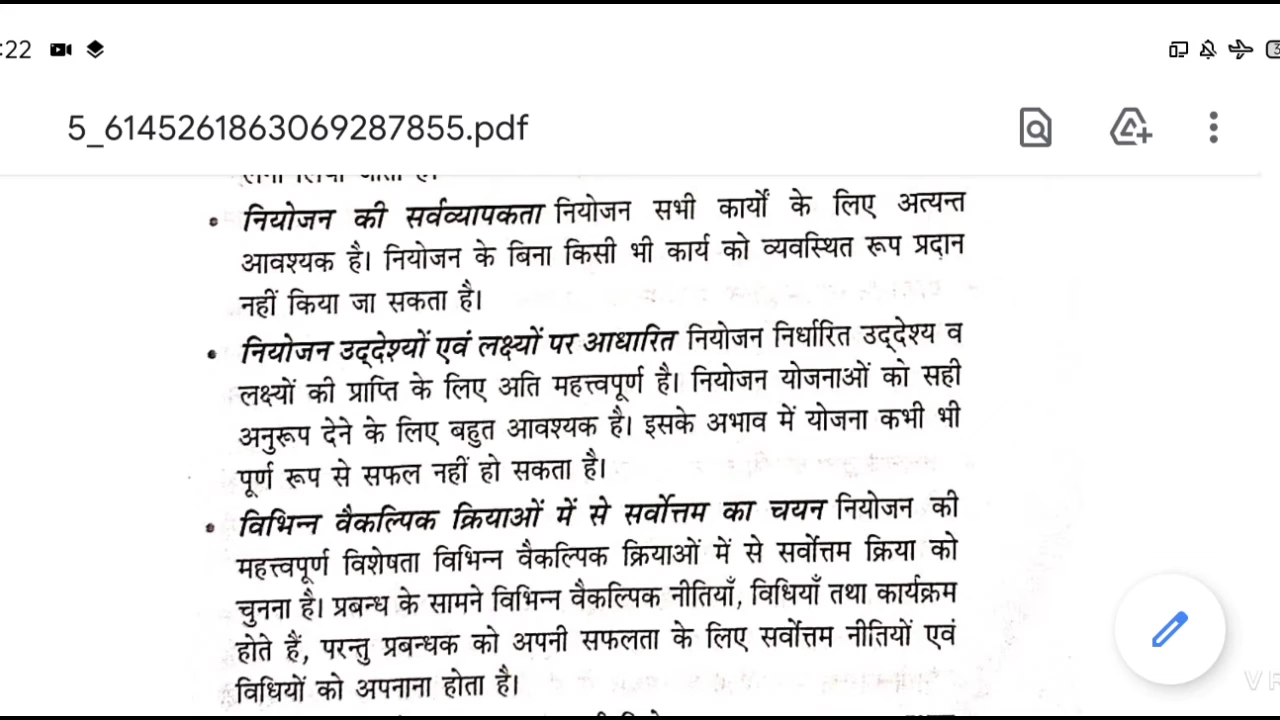 :22
5_6145261863069287855.pdf
लगा लिया जाता है।
• नियोजन की सर्वव्यापकता नियोजन सभी कार्यों के लिए अत्यन्त
आवश्यक है। नियोजन के बिना किसी भी कार्य को व्यवस्थित रूप प्रदान
नहीं किया जा सकता है।
• नियोजन उद्देश्यों एवं लक्ष्यों पर आधारित नियोजन निर्धारित उद्देश्य व
लक्ष्यों की प्राप्ति के लिए अति महत्त्वपूर्ण है। नियोजन योजनाओं को सही
अनुरूप देने के लिए बहुत आवश्यक है। इसके अभाव में योजना कभी भी
पूर्ण रूप से सफल नहीं हो सकता है।
• विभिन्न वैकल्पिक क्रियाओं में से सर्वोत्तम का चयन नियोजन की
महत्त्वपूर्ण विशेषता विभिन्न वैकल्पिक क्रियाओं में से सर्वोत्तम क्रिया को
चुनना है। प्रबन्ध के सामने विभिन्न वैकल्पिक नीतियाँ, विधियाँ तथा कार्यक्रम
होते हैं, परन्तु प्रबन्धक को अपनी सफलता के लिए सर्वोत्तम नीतियों एवं
विधियों को अपनाना होता है।